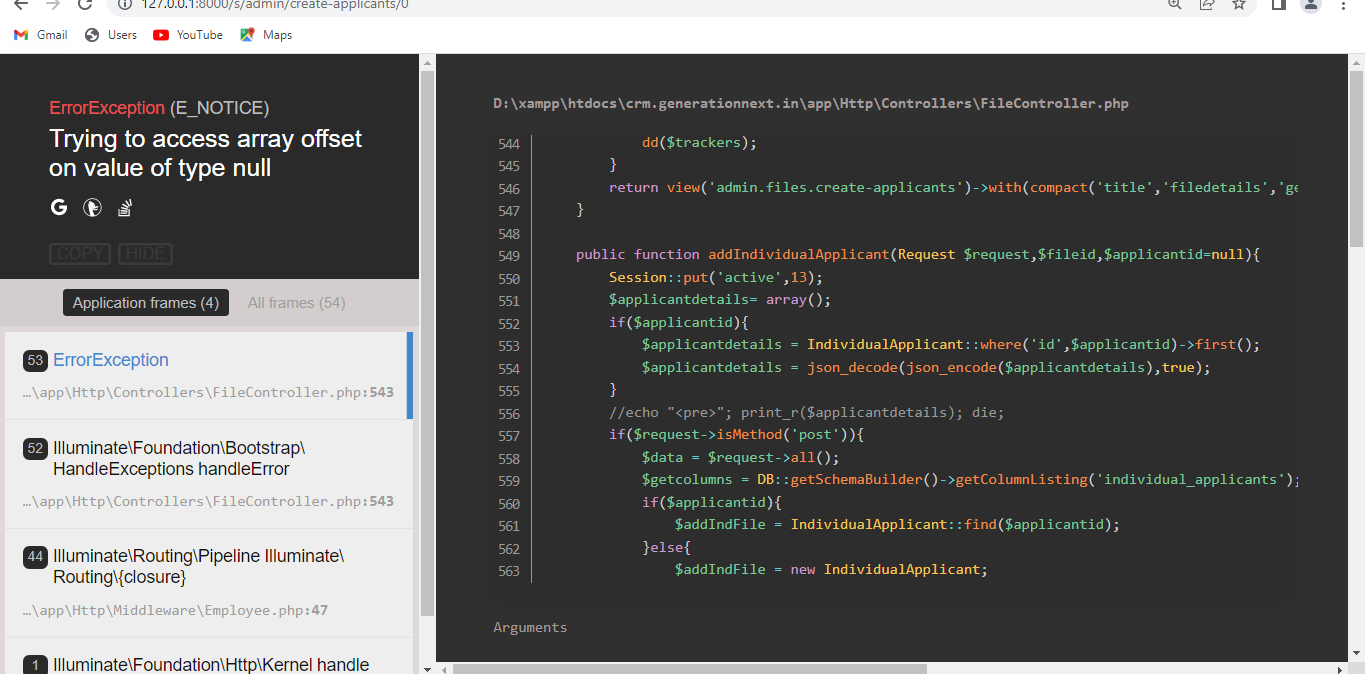 127.0.0.1:8000/s/admin/create-applicants/0
Gmail Users YouTube Maps
ErrorException (E_NOTICE)
Trying to access array offset
on value of type null
COPY HIDE
Application frames (4) All frames (54)
53 ErrorException
…\app\Http\Controllers\FileController.php:543
52 Illuminate\Foundation\Bootstrap\
HandleExceptions handleError
…\app\Http\Controllers\FileController.php:543
44 Illuminate\Routing\Pipeline Illuminate\
Routing\{closure}
…\app\Http\Middleware\Employee.php:47
1 Illuminate\Foundation\Http\Kernel handle
D:\xampp\htdocs\crm.generationnext.in\app\Http\Controllers\FileController.php
544 dd($trackers);
545 }
546 return view('admin.files.create-applicants')->with(compact('title','filedetails','ge
547 }
548
549 public function addIndividualApplicant(Request $request,$fileid,$applicantid=null){
550 Session::put('active',13);
551 $applicantdetails= array();
552 if($applicantid){
553 $applicantdetails = IndividualApplicant::where('id',$applicantid)->first();
554 $applicantdetails = json_decode(json_encode($applicantdetails),true);
555 }
556 //echo "<pre>"; print_r($applicantdetails); die;
557 if($request->isMethod('post')){
558 $data = $request->all();
559 $getcolumns = DB::getSchemaBuilder()->getColumnListing('individual_applicants');
560 if($applicantid){
561 $addIndFile = IndividualApplicant::find($applicantid);
562 }else{
563 $addIndFile = new IndividualApplicant;
Arguments